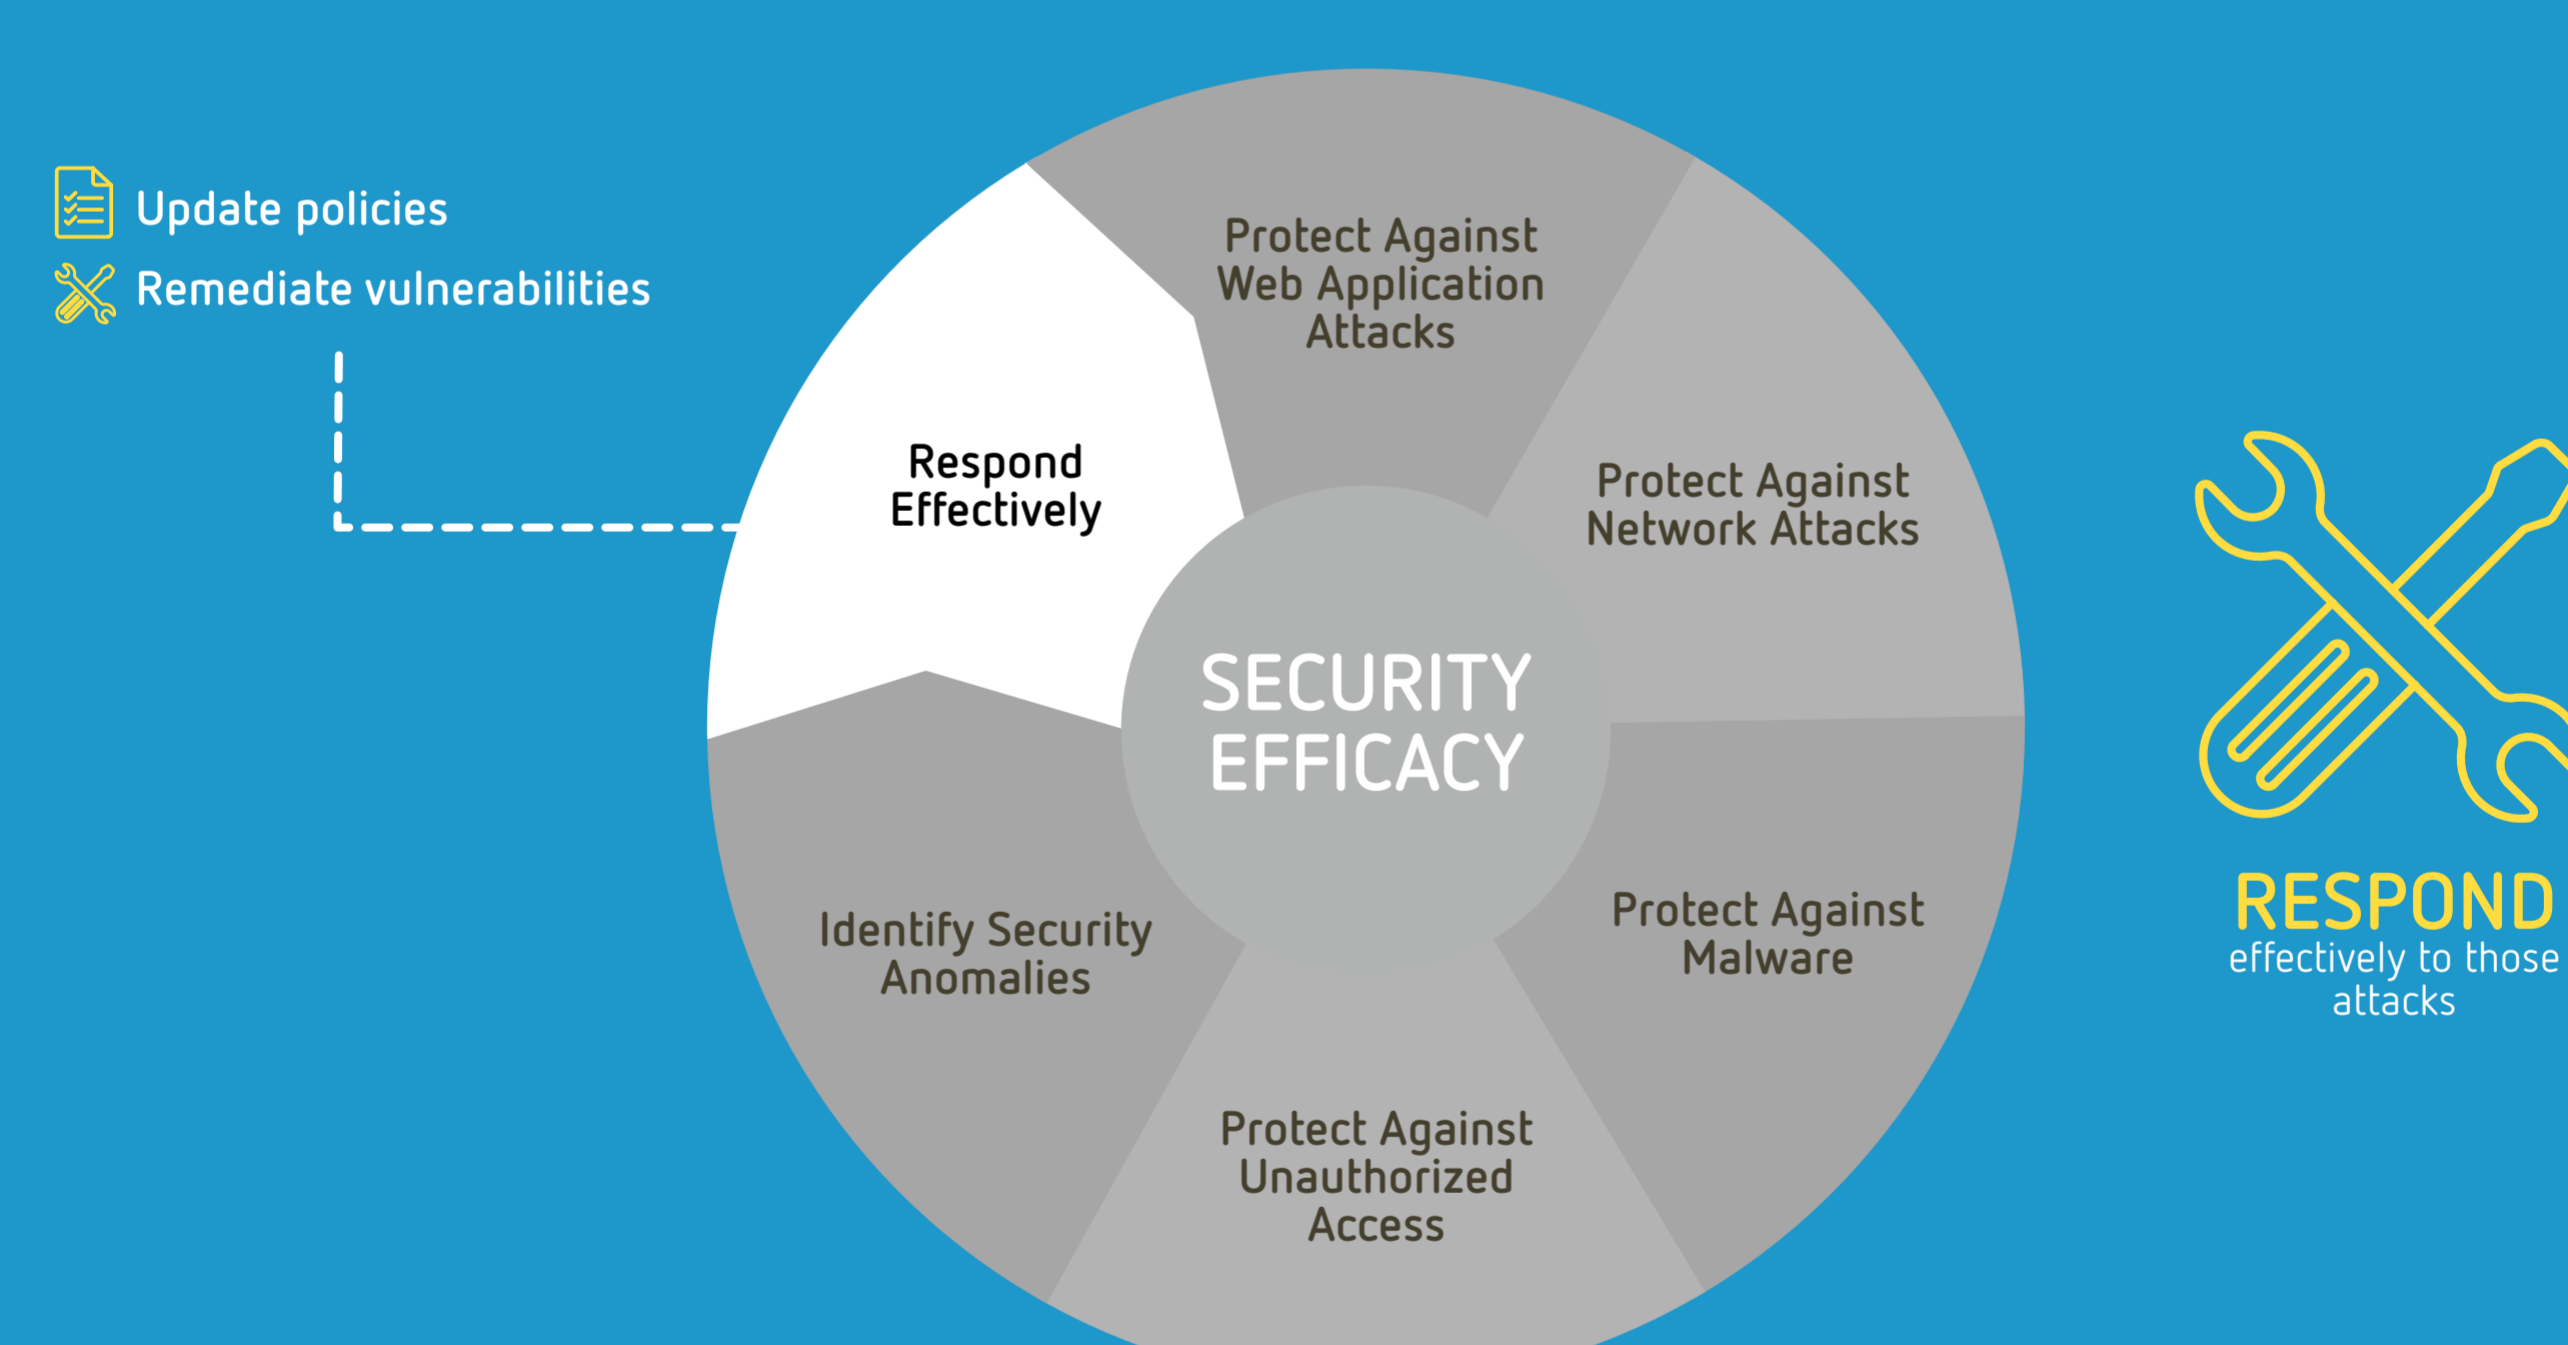 Update policies
Remediate vulnerabilities
Protect Against
Web Application
Attacks
Respond
Effectively
Protect Against
Network Attacks
SECURITY
EFFICACY
Identify Security
Anomalies
Protect Against
Malware
Protect Against
Unauthorized
Access
RESPOND
effectively to those
attacks